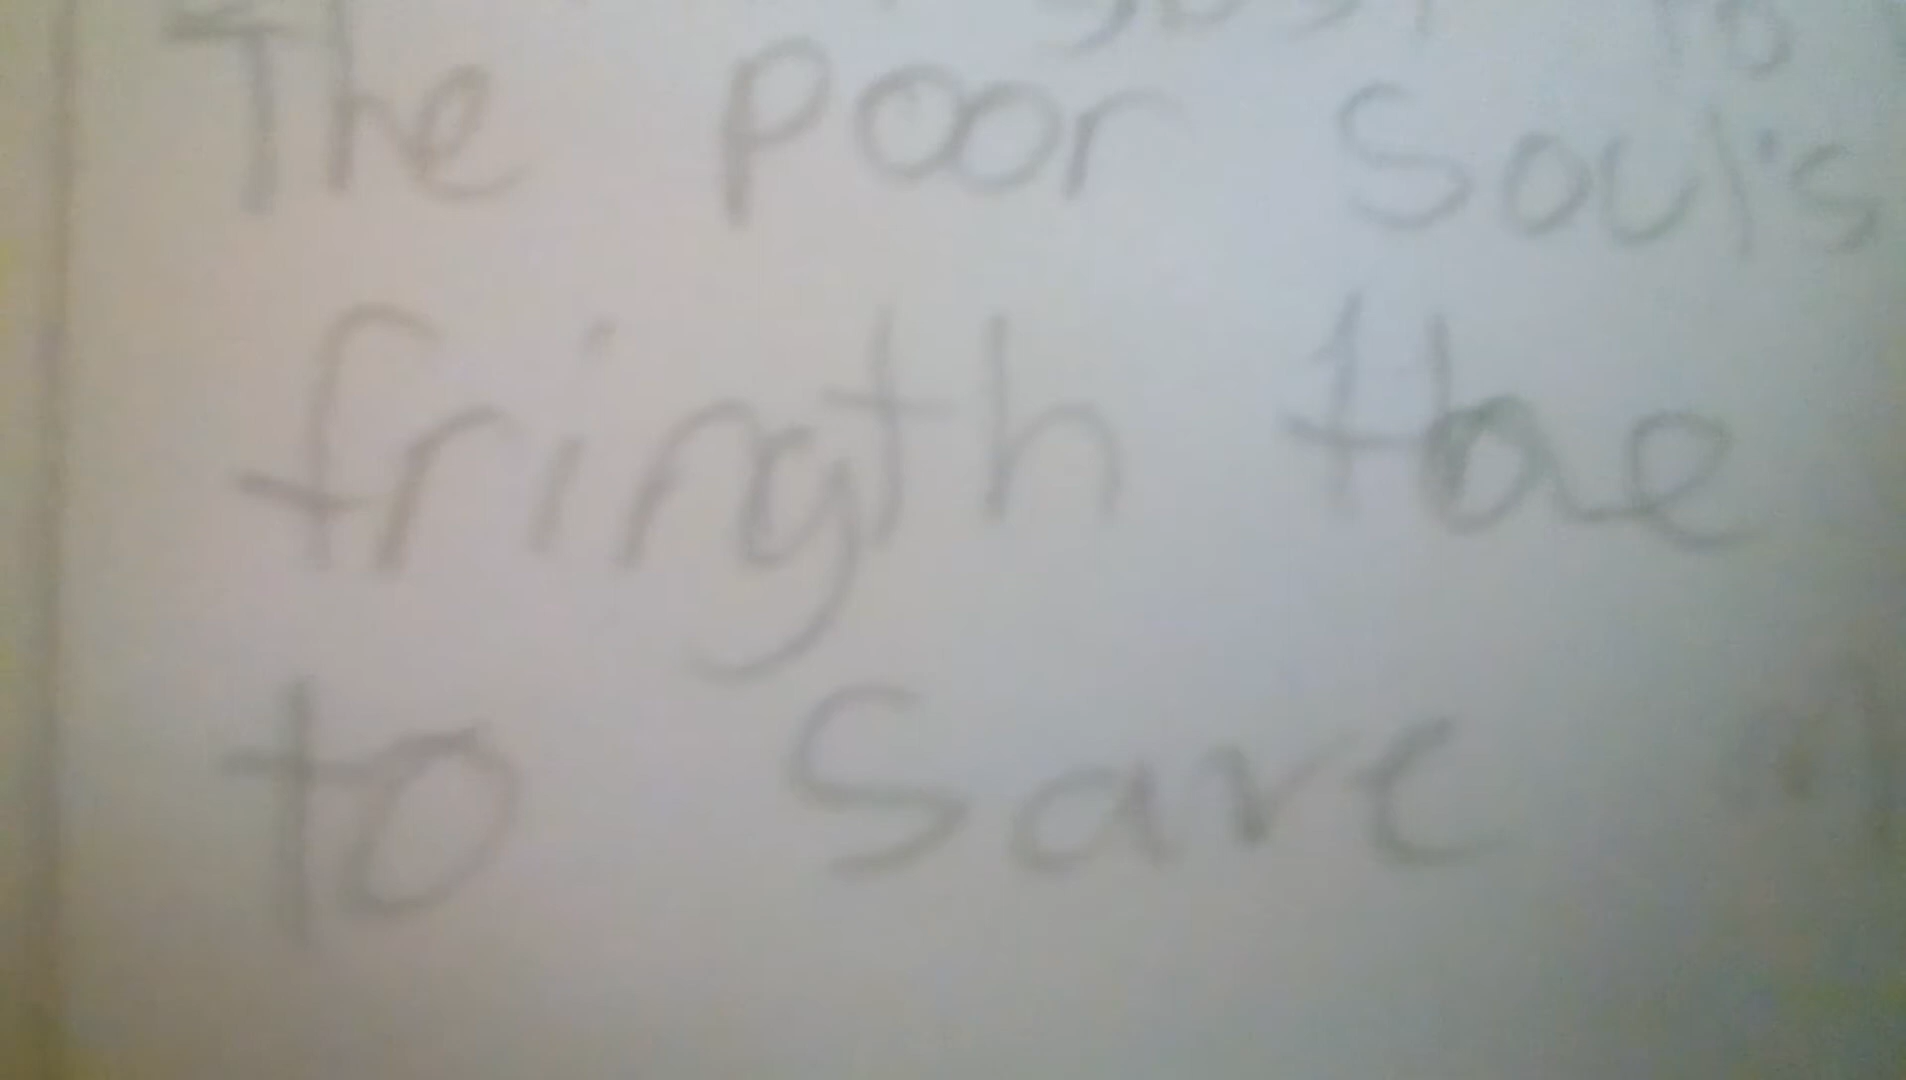 The poor Soul's
fringth the
to Save